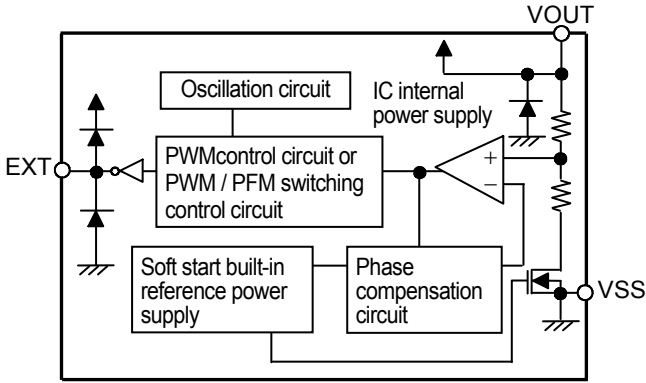 VOUT
Oscillation circuit
IC internal
power supply
EXT
PWMcontrol circuit or
PWM / PFM switching
control circuit
+
−
Soft start built-in
reference power
supply
Phase
compensation
circuit
VSS